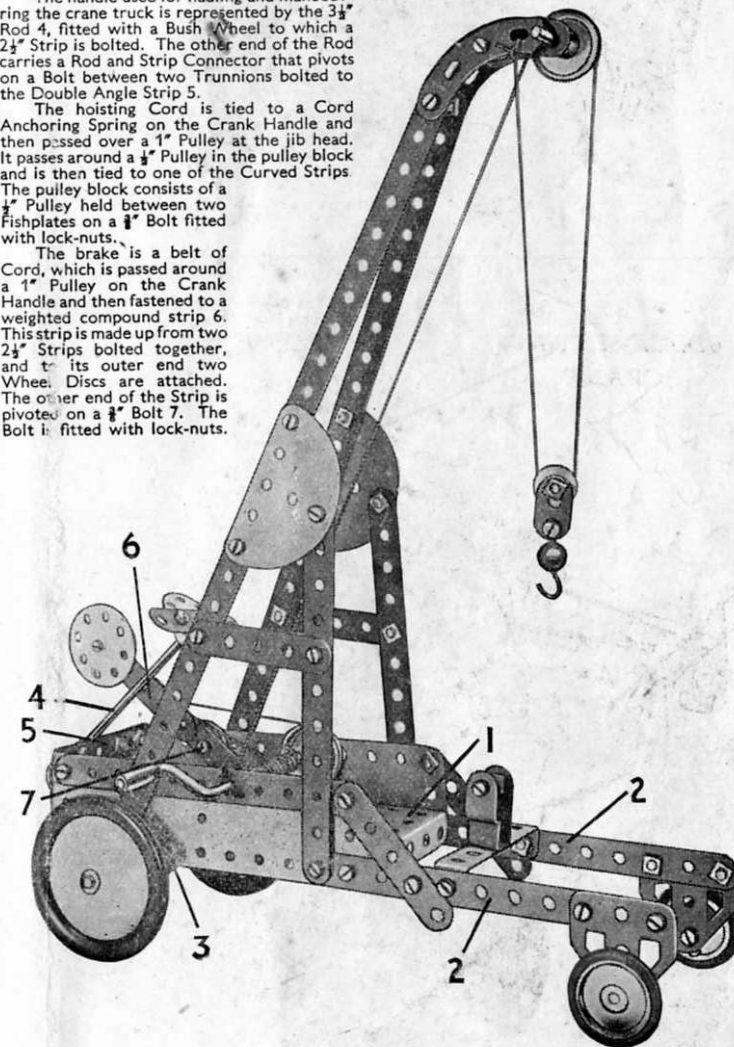 ring the crane truck is represented by the 3½″
Rod 4, fitted with a Bush Wheel to which a
2½″ Strip is bolted. The other end of the Rod
carries a Rod and Strip Connector that pivots
on a Bolt between two Trunnions bolted to
the Double Angle Strip 5.
The hoisting Cord is tied to a Cord
Anchoring Spring on the Crank Handle and
then passed over a 1″ Pulley at the jib head.
It passes around a ½″ Pulley in the pulley block
and is then tied to one of the Curved Strips.
The pulley block consists of a
½″ Pulley held between two
Fishplates on a ⅜″ Bolt fitted
with lock-nuts.
The brake is a belt of
Cord, which is passed around
a 1″ Pulley on the Crank
Handle and then fastened to a
weighted compound strip 6.
This strip is made up from two
2½″ Strips bolted together,
and to its outer end two
Wheel Discs are attached.
The other end of the Strip is
pivoted on a ⅜″ Bolt 7. The
Bolt is fitted with lock-nuts.
6
4
5
1
2
7
3
2